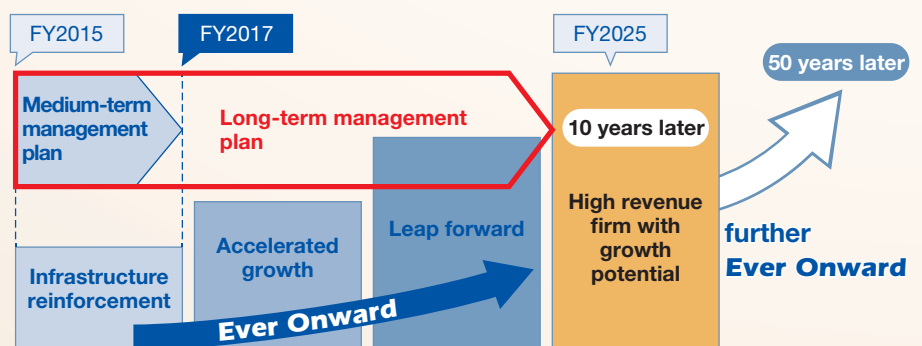 FY2015
FY2017
FY2025
50 years later
Medium-term
management
plan
Long-term management
plan
10 years later
High revenue
firm with
growth
potential
Leap forward
Accelerated
growth
Infrastructure
reinforcement
Ever Onward
further
Ever Onward